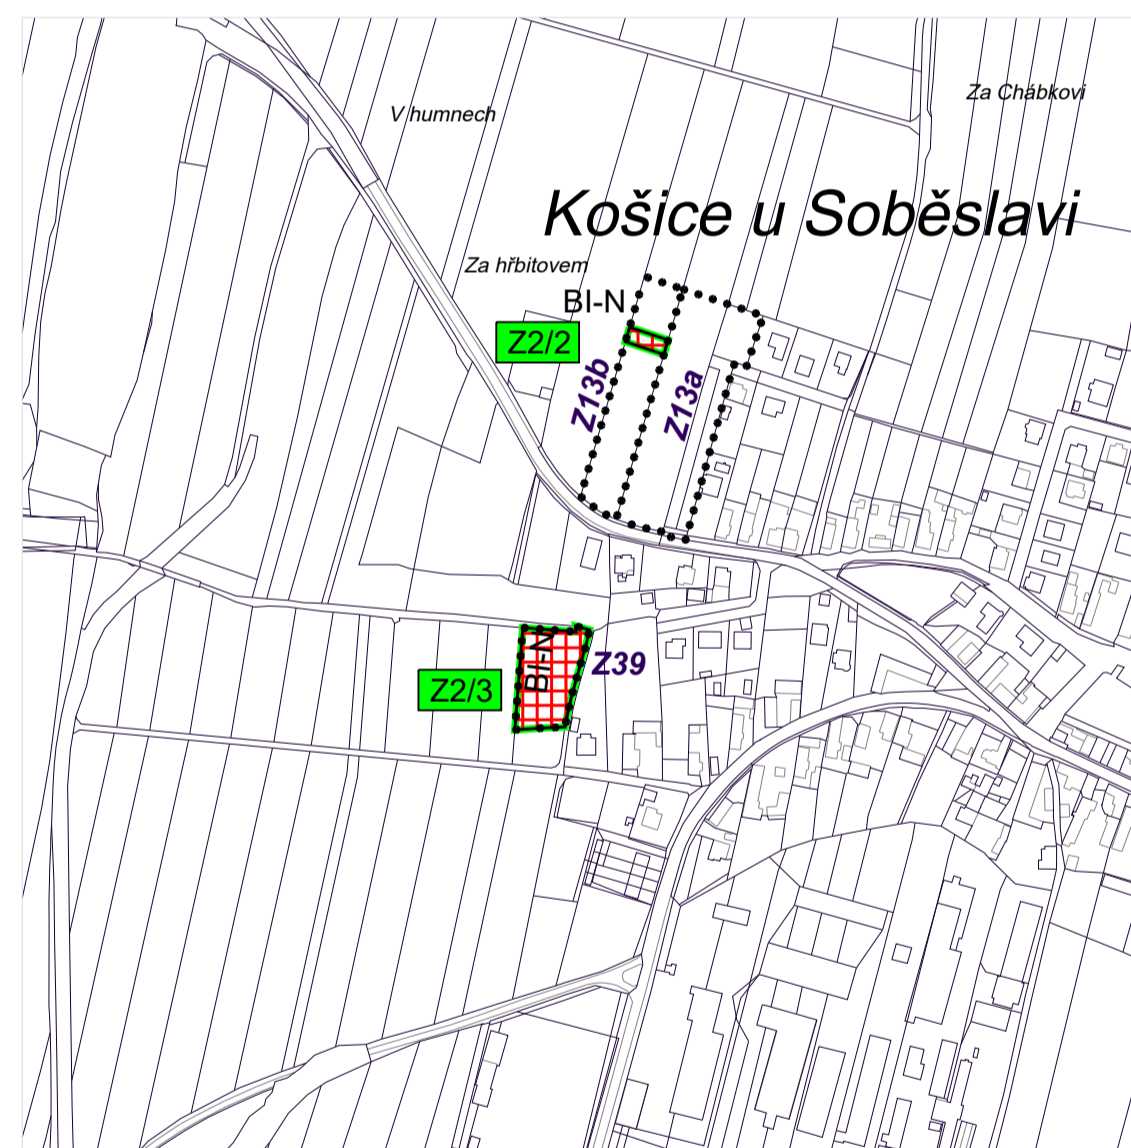 Za Chábkovi
V humnech
Košice u Soběslavi
Za hřbitovem
BI-N
Z2/2
Z13b
Z13a
BI-N
Z39
Z2/3